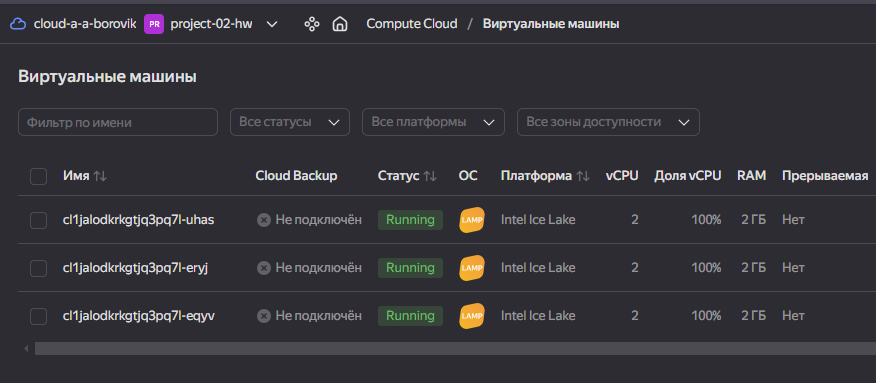 cloud-a-a-borovik PR project-02-hw Compute Cloud / Виртуальные машины
Виртуальные машины
Фильтр по имени Все статусы Все платформы Все зоны доступности
Имя Cloud Backup Статус ОС Платформа vCPU Доля vCPU RAM Прерываемая
cl1jalodkrkgtjq3pq7l-uhas Не подключён Running LAMP Intel Ice Lake 2 100% 2 ГБ Нет
cl1jalodkrkgtjq3pq7l-eryj Не подключён Running LAMP Intel Ice Lake 2 100% 2 ГБ Нет
cl1jalodkrkgtjq3pq7l-eqyv Не подключён Running LAMP Intel Ice Lake 2 100% 2 ГБ Нет